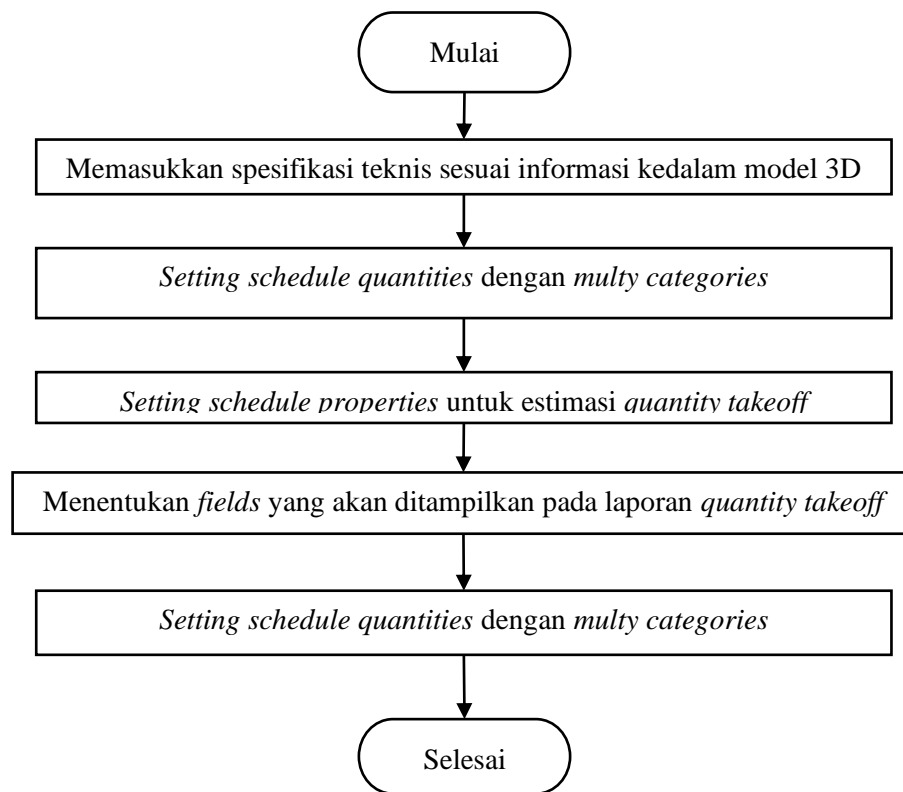 Mulai
Memasukkan spesifikasi teknis sesuai informasi kedalam model 3D
Setting schedule quantities dengan multy categories
Setting schedule properties untuk estimasi quantity takeoff
Menentukan fields yang akan ditampilkan pada laporan quantity takeoff
Setting schedule quantities dengan multy categories
Selesai